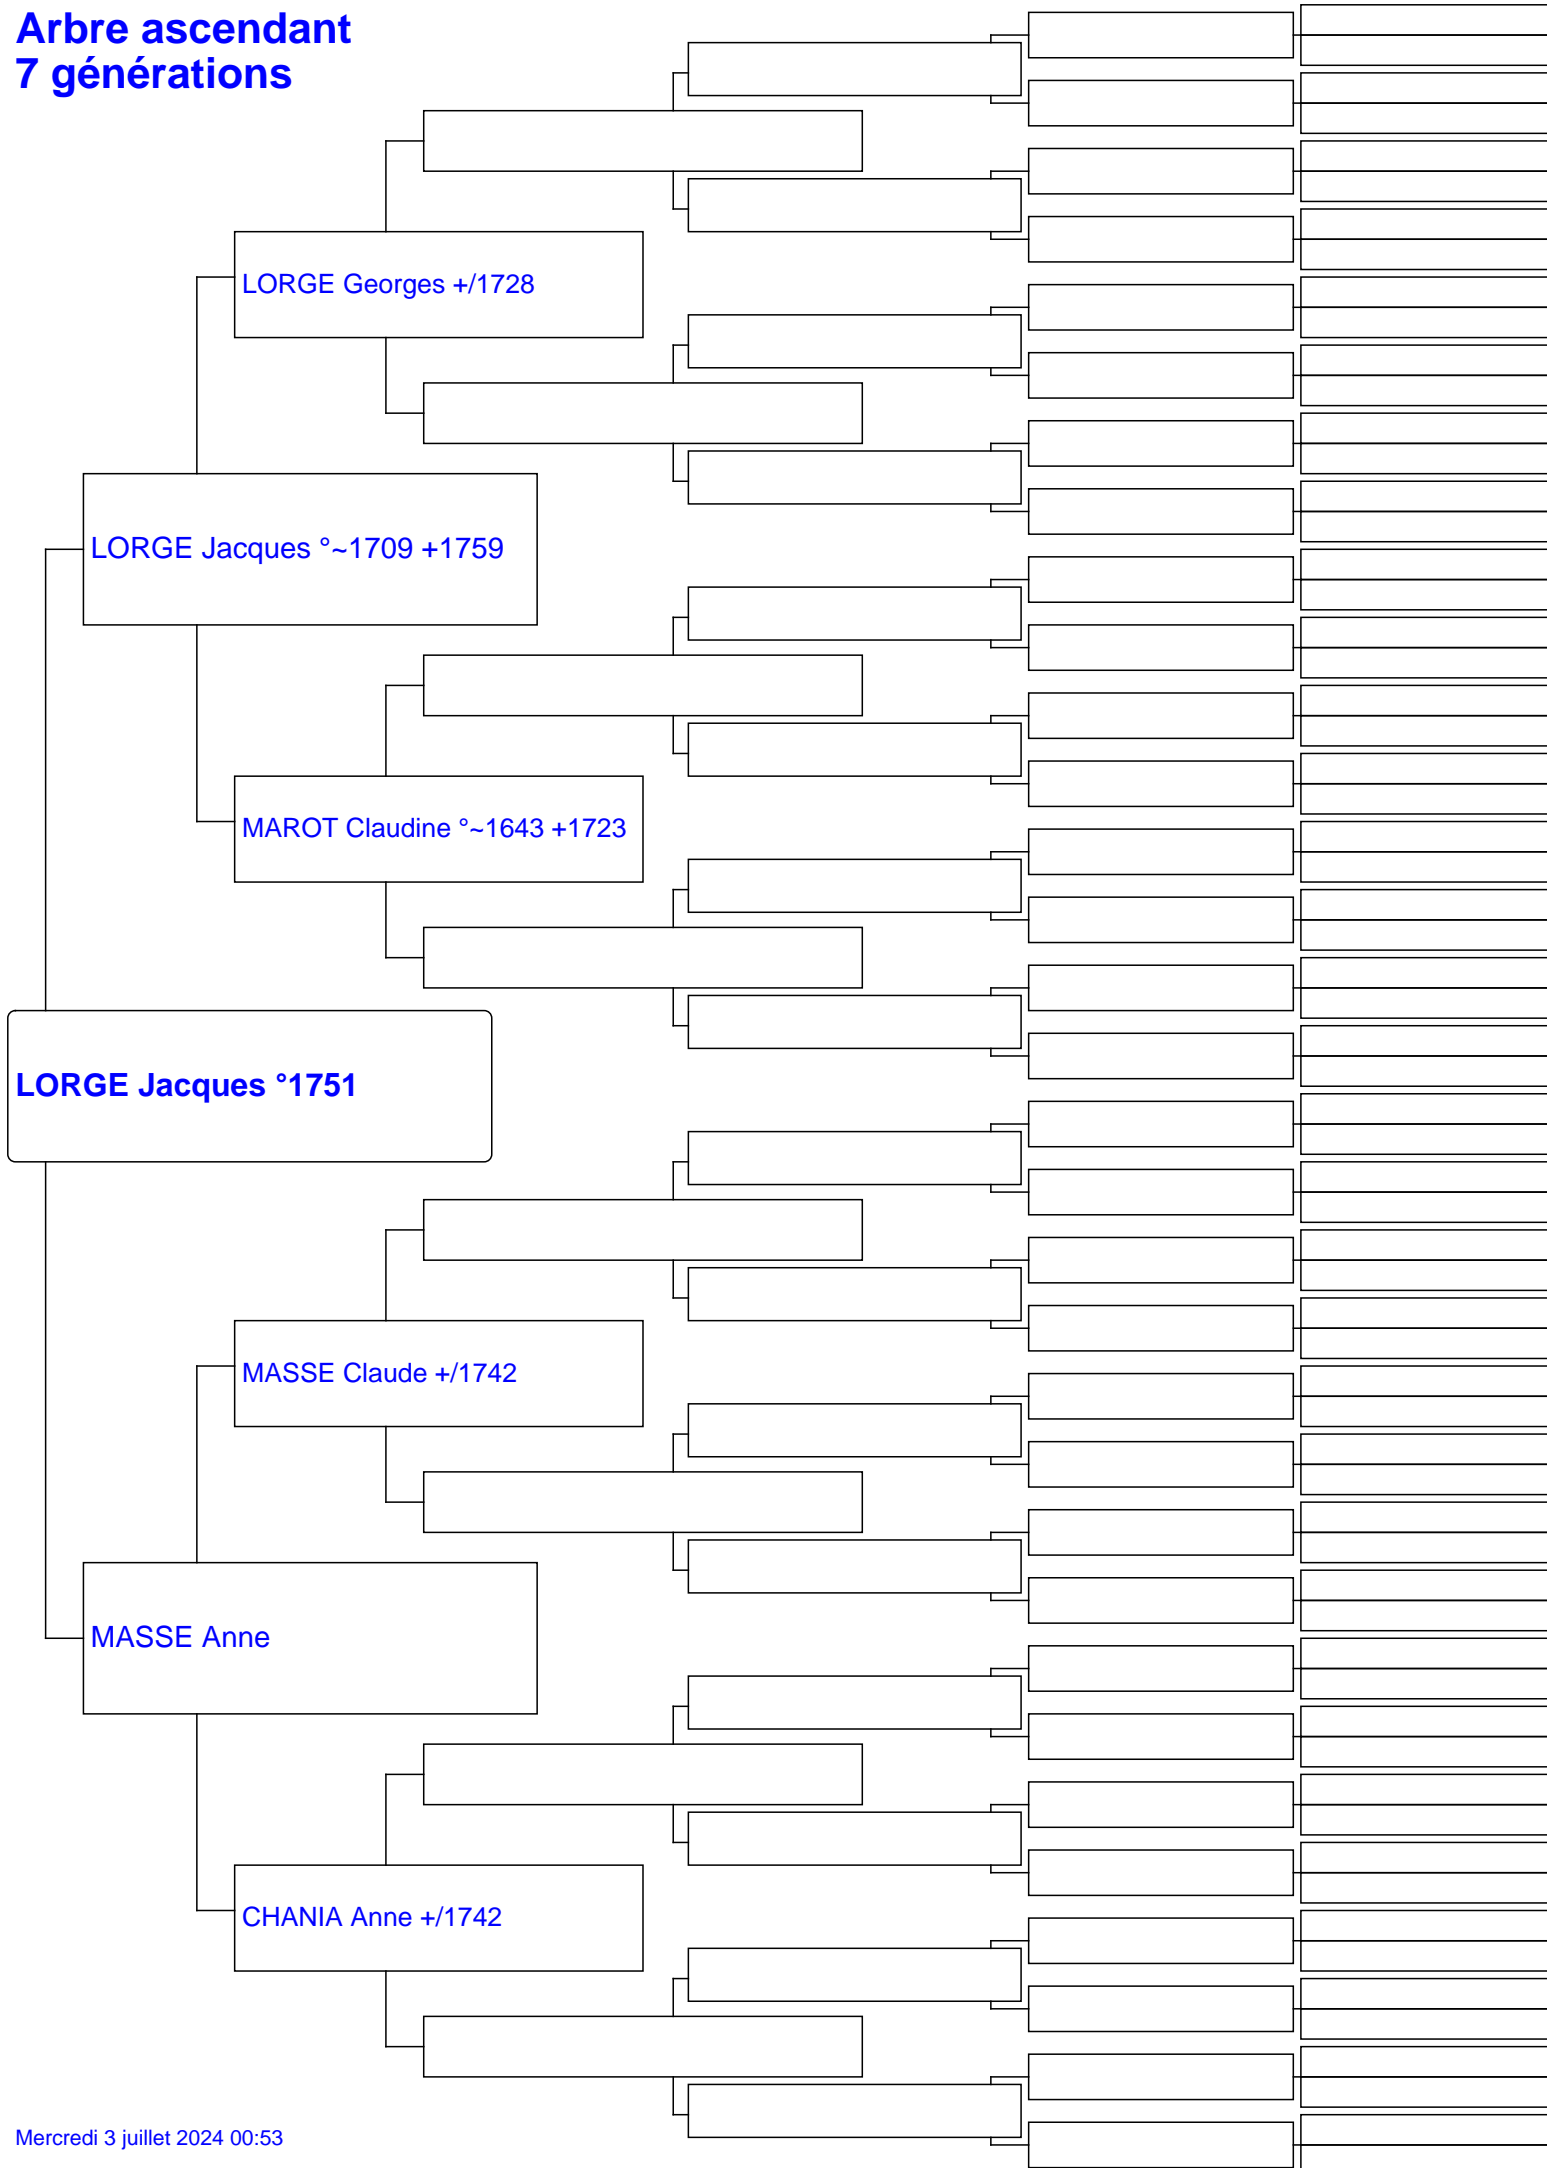 Arbre ascendant
7 générations
LORGE Georges +/1728
LORGE Jacques °~1709 +1759
MAROT Claudine °~1643 +1723
LORGE Jacques °1751
MASSE Claude +/1742
MASSE Anne
CHANIA Anne +/1742
Mercredi 3 juillet 2024 00:53